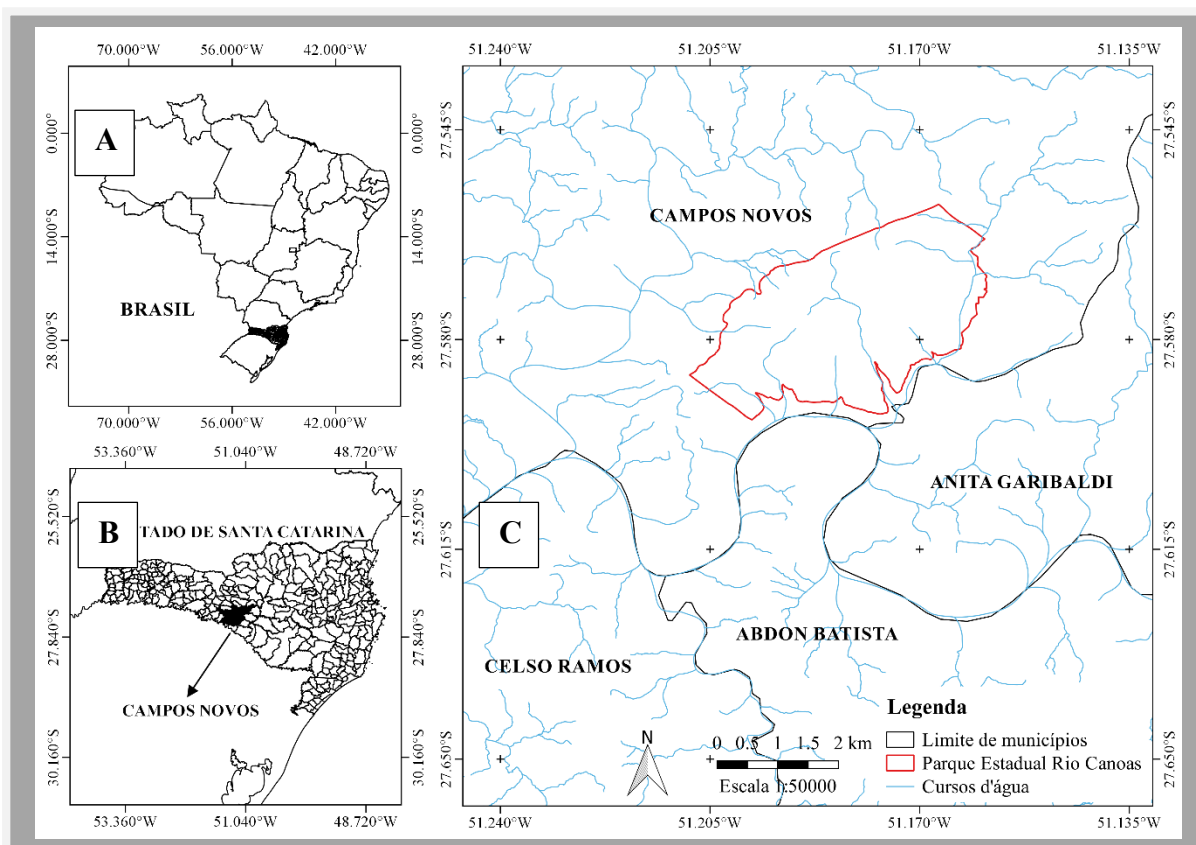 70.000°W 56.000°W 42.000°W
A
0.000°
14.000°S
28.000°S
0.000°
14.000°S
28.000°S
BRASIL
70.000°W 56.000°W 42.000°W
53.360°W 51.040°W 48.720°W
B
TADO DE SANTA CATARINA
25.520°S
27.840°S
30.160°S
25.520°S
27.840°S
30.160°S
CAMPOS NOVOS
53.360°W 51.040°W 48.720°W
51.240°W 51.205°W 51.170°W 51.135°W
27.545°S
27.580°S
27.615°S
27.650°S
27.545°S
27.580°S
27.615°S
27.650°S
CAMPOS NOVOS
ANITA GARIBALDI
C
ABDON BATISTA
CELSO RAMOS
N
0 0.5 1 1.5 2 km
Escala 1:50000
Legenda
Limite de municípios
Parque Estadual Rio Canoas
Cursos d'água
51.240°W 51.205°W 51.170°W 51.135°W